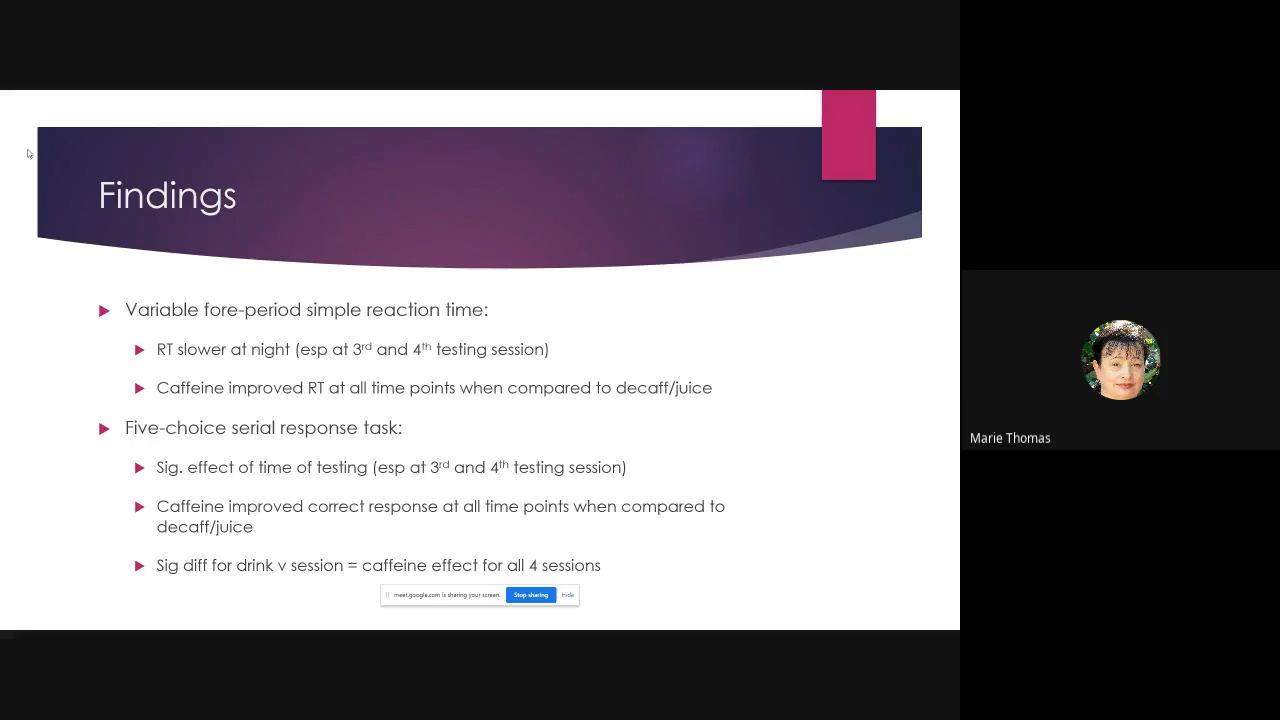 Findings
Variable fore-period simple reaction time:
RT slower at night (esp at 3rd and 4th testing session)
Caffeine improved RT at all time points when compared to decaff/juice
Five-choice serial response task:
Sig. effect of time of testing (esp at 3rd and 4th testing session)
Caffeine improved correct response at all time points when compared to
decaff/juice
Sig diff for drink v session = caffeine effect for all 4 sessions
meet.google.com is sharing your screen. Stop sharing Hide
Marie Thomas